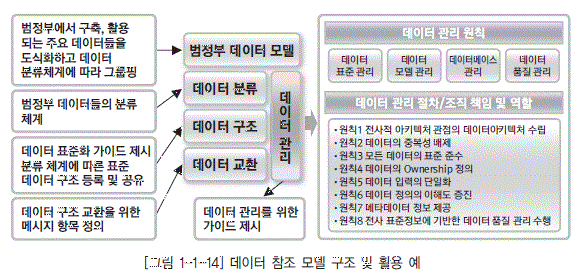 범정부에서 구축, 활용
되는 주요 데이터들을
도식화하고 데이터
분류체계에 따라 그룹핑
범정부 데이터들의 분류
체계
데이터 표준화 가이드 제시
분류 체계에 따른 표준
데이터 구조 등록 및 공유
데이터 구조 교환을 위한
메시지 항목 정의
범정부 데이터 모델
데이터 분류
데이터 구조
데이터 교환
데이터 관리
데이터 관리를 위한
가이드 제시
데이터 관리 원칙
데이터
표준 관리
데이터
모델 관리
데이터베이스
관리
데이터
품질 관리
데이터 관리 절차/조직 책임 및 역할
• 원칙1 전사적 아키텍처 관점의 데이터아키텍처 수립
• 원칙2 데이터의 중복성 배제
• 원칙3 모든 데이터의 표준 준수
• 원칙4 데이터의 Ownership 정의
• 원칙5 데이터 입력의 단일화
• 원칙6 데이터 정의의 이해도 증진
• 원칙7 메타데이터 정보 제공
• 원칙8 전사 표준정보에 기반한 데이터 품질 관리 수행
[그림 1-1-14] 데이터 참조 모델 구조 및 활용 예